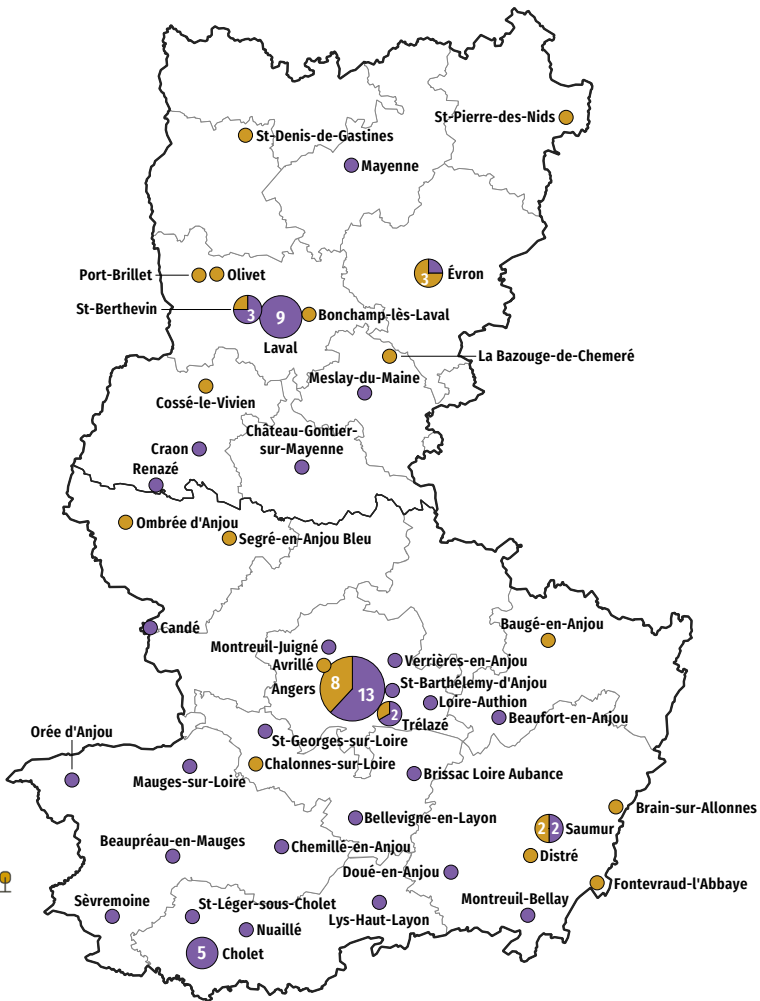 St-Pierre-des-Nids
St-Denis-de-Gastines
Mayenne
Port-Brillet
Olivet
3
Évron
St-Berthevin
3
9
Bonchamp-lès-Laval
Laval
La Bazouge-de-Chemeré
Meslay-du-Maine
Cossé-le-Vivien
Château-Gontier-
sur-Mayenne
Craon
Renazé
Ombrée d'Anjou
Segré-en-Anjou Bleu
Candé
Baugé-en-Anjou
Montreuil-Juigné
Avrillé
Verrières-en-Anjou
Angers
8
13
St-Barthélemy-d'Anjou
Loire-Authion
2
Trélazé
Beaufort-en-Anjou
Orée d'Anjou
St-Georges-sur-Loire
Chalonnes-sur-Loire
Mauges-sur-Loire
Brissac Loire Aubance
Brain-sur-Allonnes
Bellevigne-en-Layon
2
2
Saumur
Beaupréau-en-Mauges
Chemillé-en-Anjou
Distré
Doué-en-Anjou
Fontevraud-l'Abbaye
Sèvremoine
St-Léger-sous-Cholet
Montreuil-Bellay
Lys-Haut-Layon
Nuaillé
5
Cholet